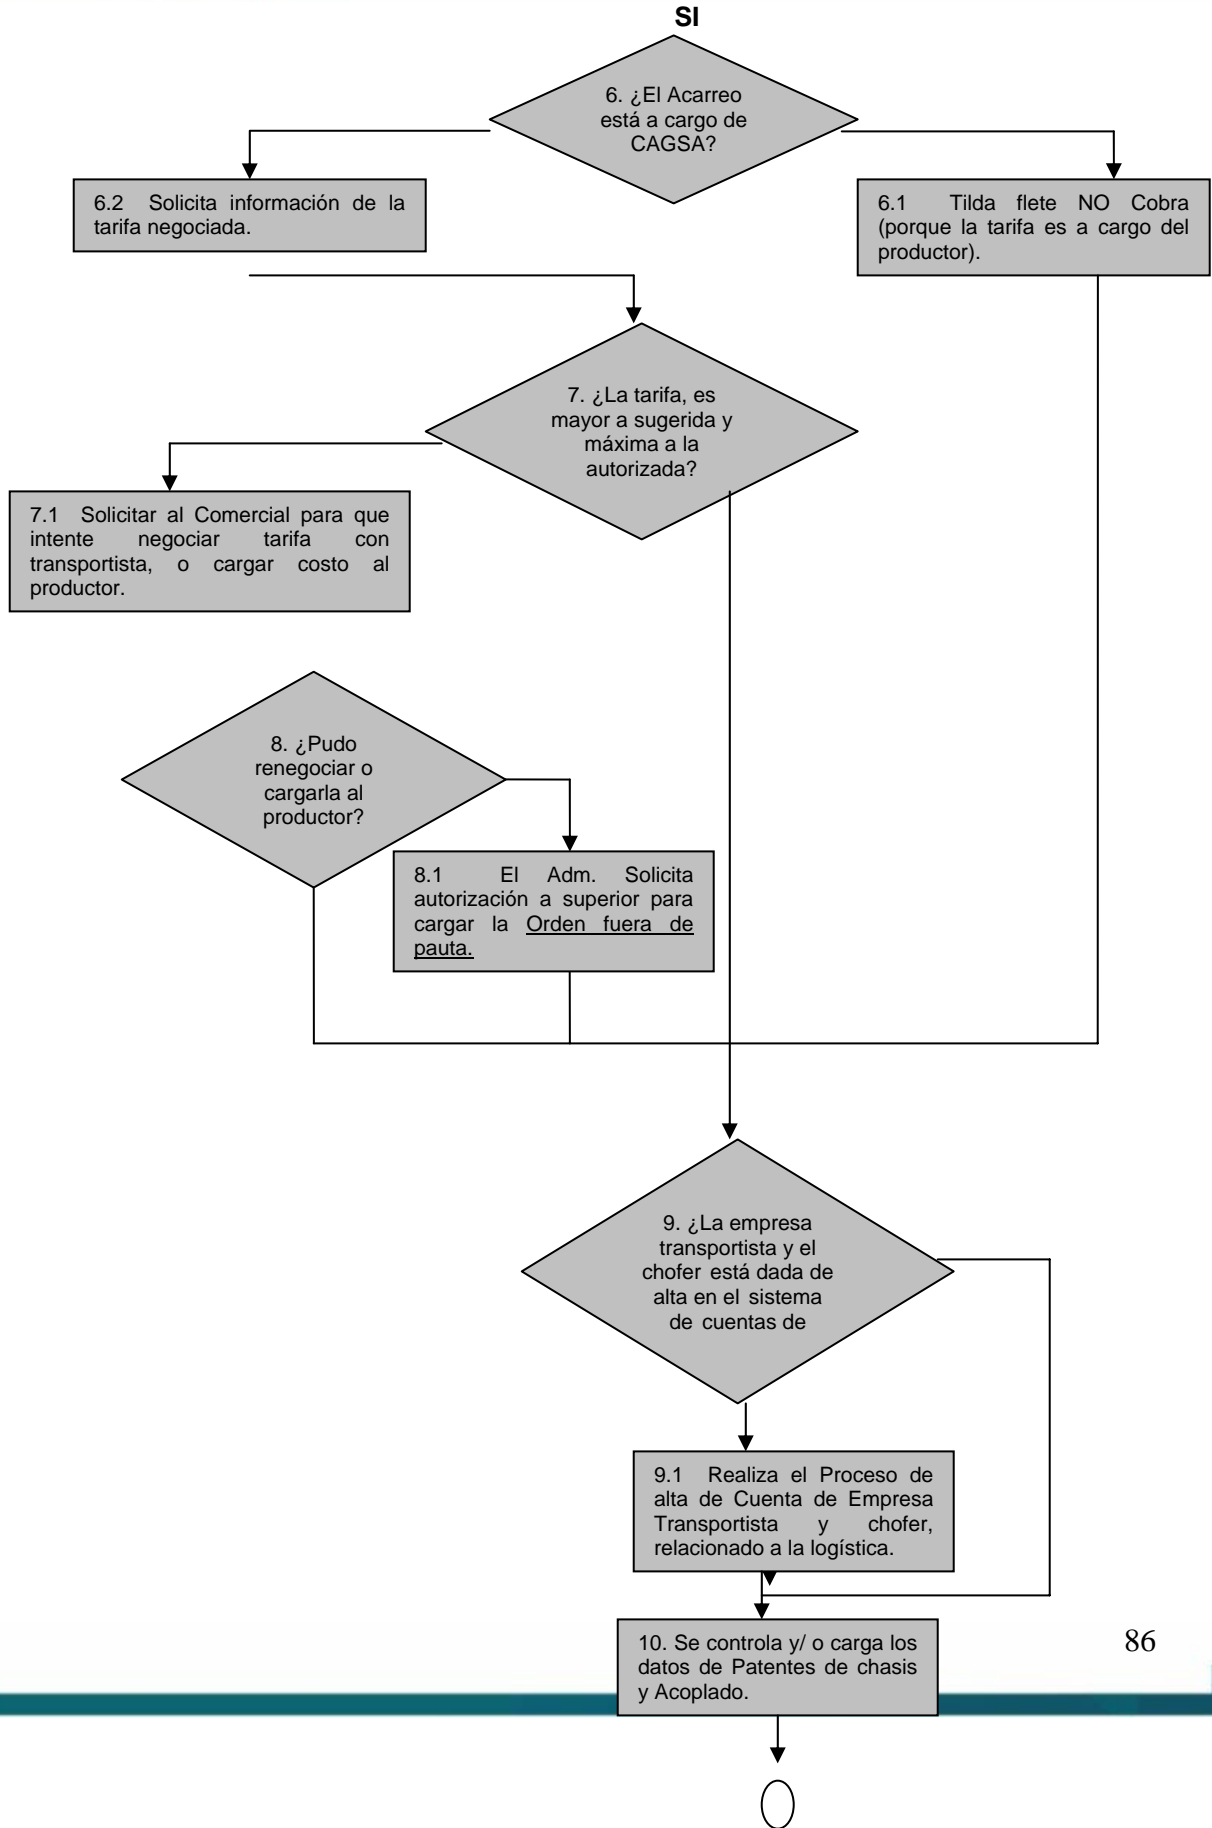 SI
6. ¿El Acarreo
está a cargo de
CAGSA?
6.2 Solicita información de la
tarifa negociada.
6.1 Tilda flete NO Cobra
(porque la tarifa es a cargo del
productor).
7. ¿La tarifa, es
mayor a sugerida y
máxima a la
autorizada?
7.1 Solicitar al Comercial para que
intente negociar tarifa con
transportista, o cargar costo al
productor.
8. ¿Pudo
renegociar o
cargarla al
productor?
8.1 El Adm. Solicita
autorización a superior para
cargar la Orden fuera de
pauta.
9. ¿La empresa
transportista y el
chofer está dada de
alta en el sistema
de cuentas de
9.1 Realiza el Proceso de
alta de Cuenta de Empresa
Transportista y chofer,
relacionado a la logística.
10. Se controla y/ o carga los
datos de Patentes de chasis
y Acoplado.
86